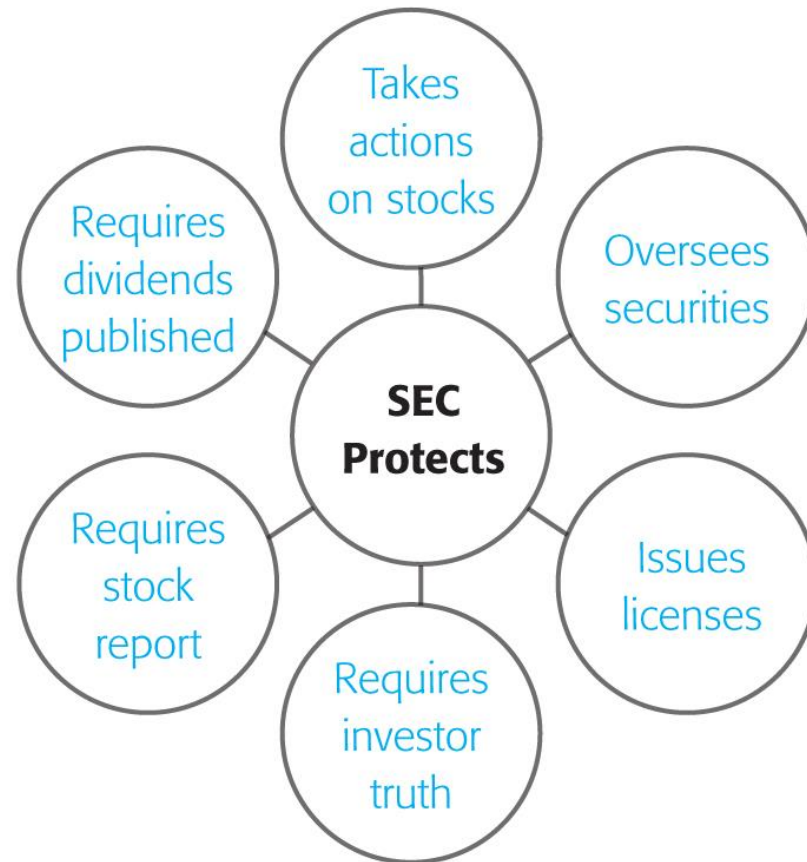 Takes
actions
on stocks
Requires
dividends
published
Oversees
securities
SEC
Protects
Requires
stock
report
Issues
licenses
Requires
investor
truth